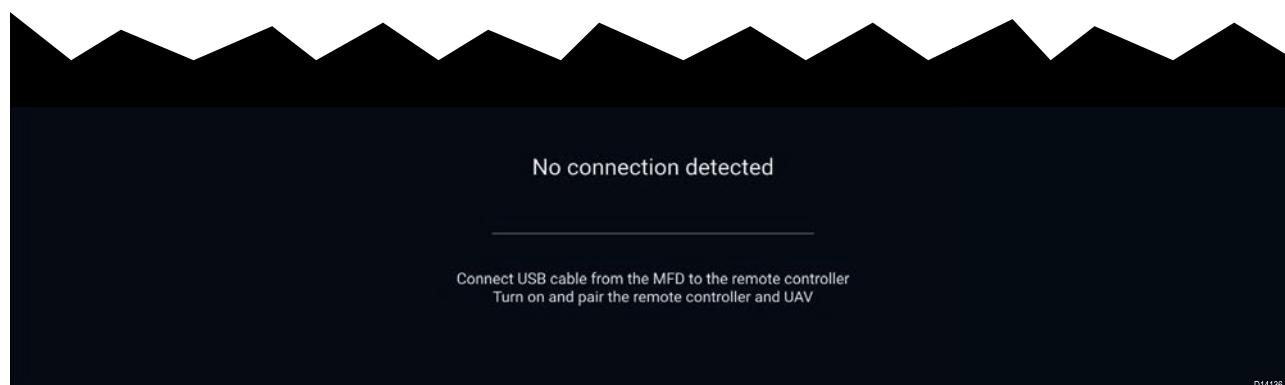 No connection detected
Connect USB cable from the MFD to the remote controller
Turn on and pair the remote controller and UAV